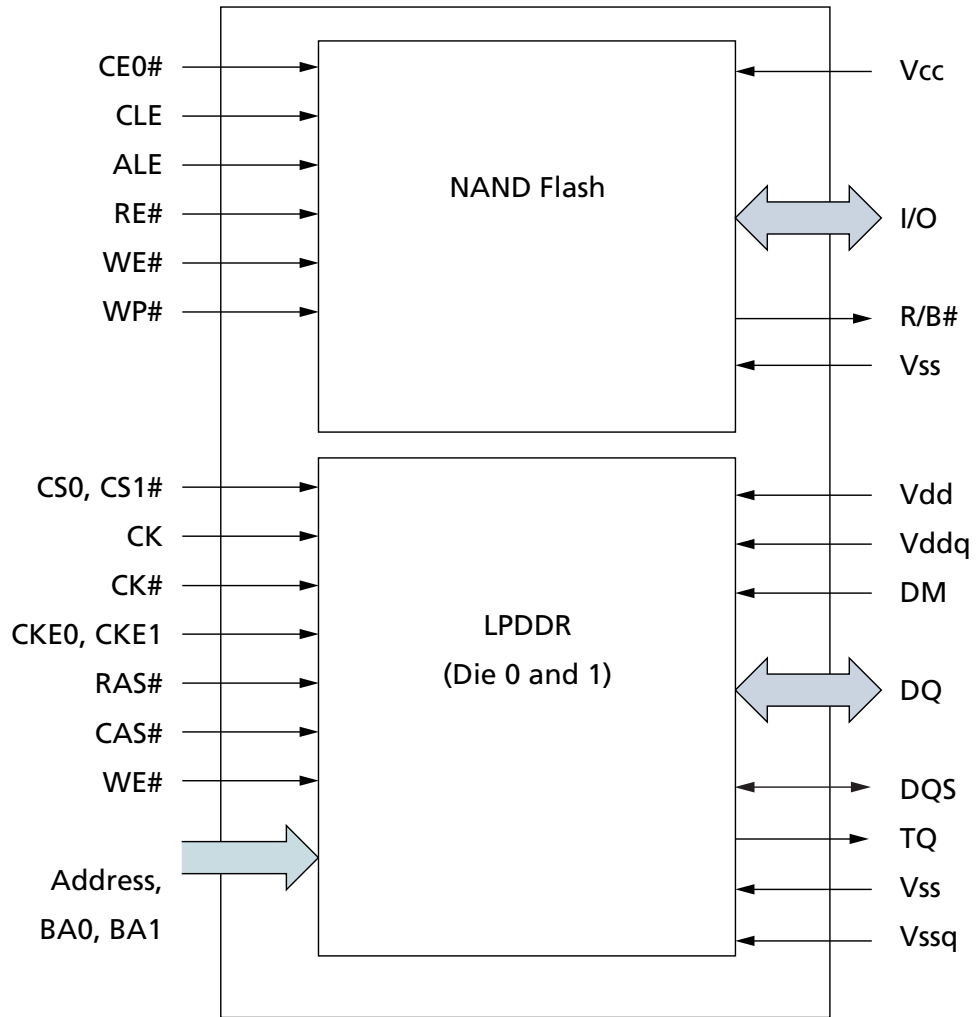 CE0#
CLE
ALE
RE#
WE#
WP#
NAND Flash
Vcc
I/O
R/B#
Vss
CS0, CS1#
CK
CK#
CKE0, CKE1
RAS#
CAS#
WE#
Address,
BA0, BA1
LPDDR
(Die 0 and 1)
Vdd
Vddq
DM
DQ
DQS
TQ
Vss
Vssq